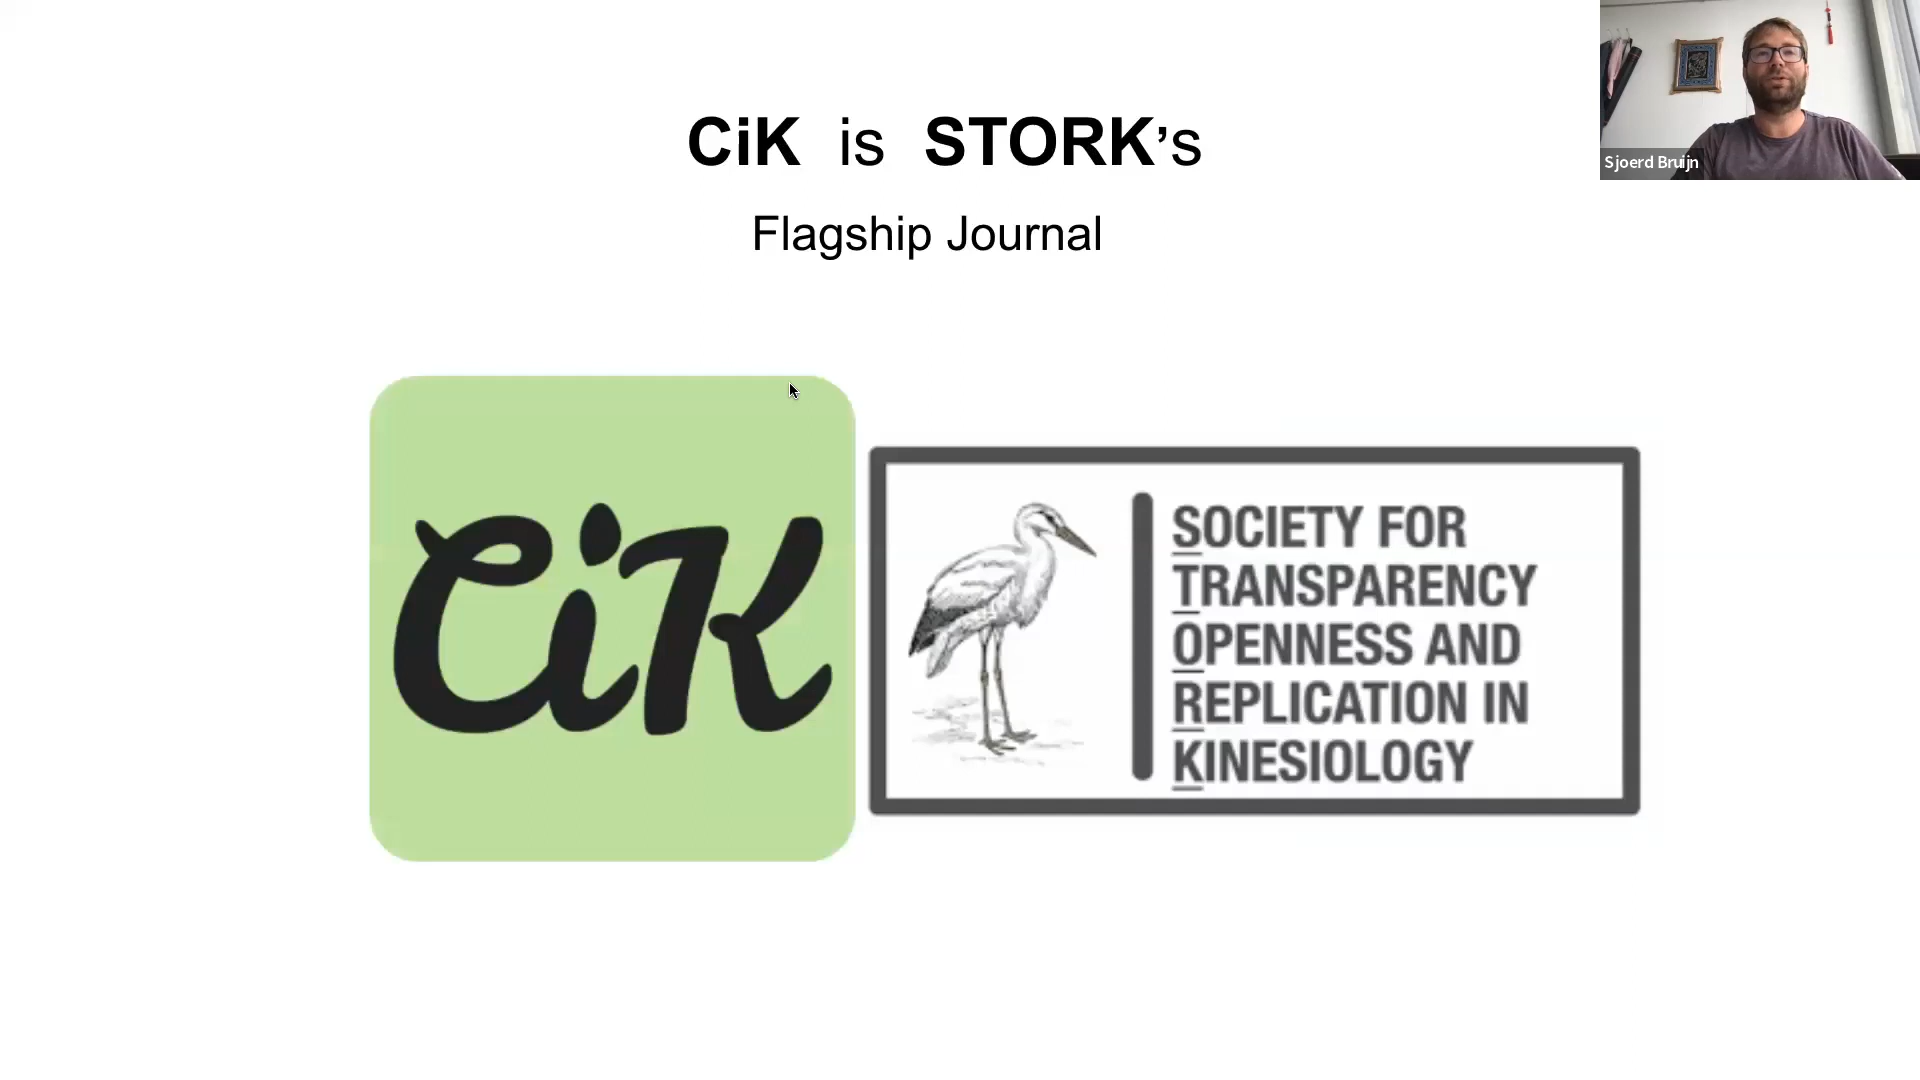 CiK is STORK's
Flagship Journal
Sjoerd Bruijn
CiK
SOCIETY FOR
TRANSPARENCY
OPENNESS AND
REPLICATION IN
KINESIOLOGY